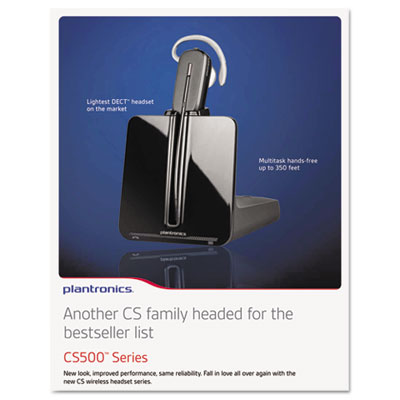 Lightest DECT™ headset
on the market
Multitask hands-free
up to 350 feet
plantronics
plantronics.
Another CS family headed for the
bestseller list
CS500™ Series
New look, improved performance, same reliability. Fall in love all over again with the
new CS wireless headset series.